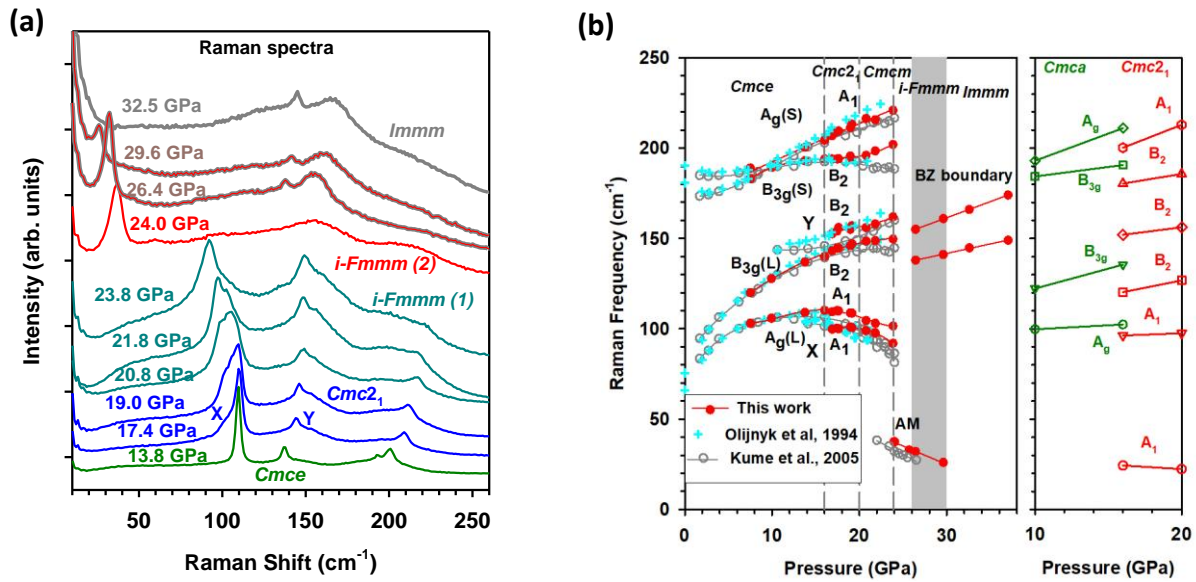 (a)
Raman spectra
32.5 GPa
Immm
29.6 GPa
26.4 GPa
24.0 GPa
i-Fmmm (2)
23.8 GPa
i-Fmmm (1)
21.8 GPa
20.8 GPa
19.0 GPa
Cmc2₁
X
Y
17.4 GPa
13.8 GPa
Cmce
Intensity (arb. units)
50 100 150 200 250
Raman Shift (cm⁻¹)
(b)
250
200
150
100
50
0
Raman Frequency (cm⁻¹)
Cmce
Cmc2₁
Cmcm
i-Fmmm
Immm
A₁
A_g(S)
B₂
BZ boundary
B₃g(S)
B₂
Y
B₃g(L)
B₂
A₁
A_g(L)
X
A₁
AM
This work
Olijnyk et al, 1994
Kume et al., 2005
0 10 20 30
Pressure (GPa)
Cmca
Cmc2₁
A₁
A_g
B₂
B₃g
B₂
B₃g
B₂
A₁
A_g
A₁
10 20
Pressure (GPa)